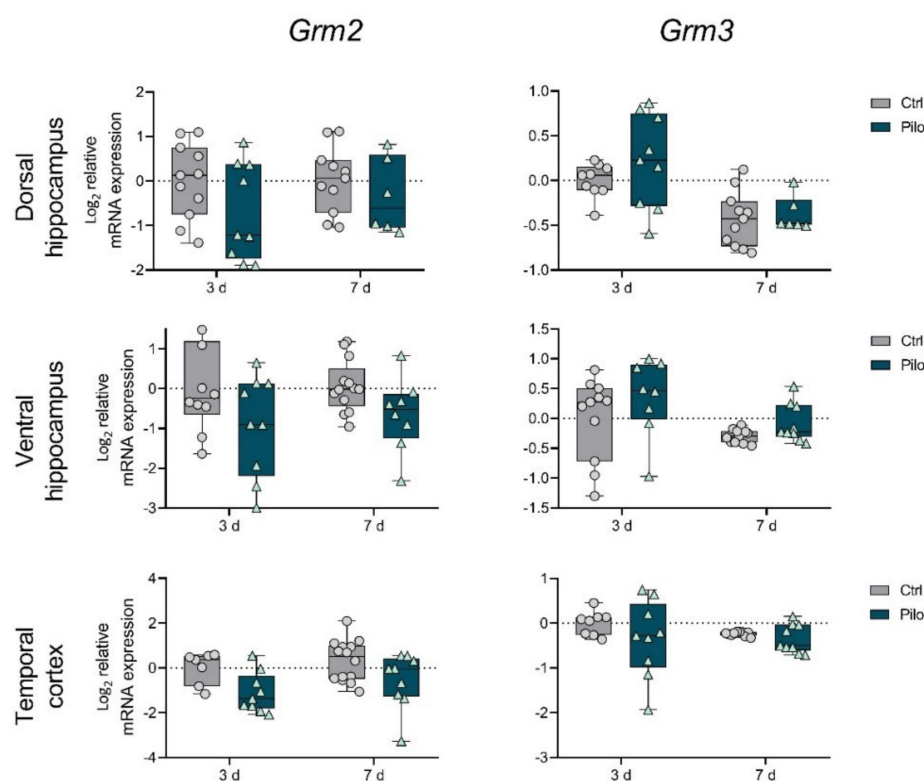 Grm2
Grm3
Dorsal
hippocampus
Log2 relative
mRNA expression
2
1
0
-1
-2
3 d
7 d
1.0
0.5
0.0
-0.5
-1.0
3 d
7 d
Ctrl
Pilo
Ventral
hippocampus
Log2 relative
mRNA expression
1
0
-1
-2
-3
3 d
7 d
1.5
1.0
0.5
0.0
-0.5
-1.0
-1.5
3 d
7 d
Ctrl
Pilo
Temporal
cortex
Log2 relative
mRNA expression
4
2
0
-2
-4
3 d
7 d
1
0
-1
-2
-3
3 d
7 d
Ctrl
Pilo